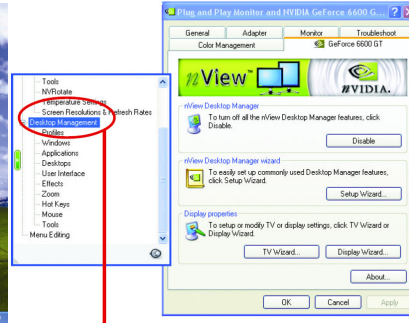 Plug and Play Monitor and NVIDIA GeForce 6600 G...
General
Adapter
Monitor
Troubleshoot
Color Management
GeForce 6600 GT
nView
NVIDIA.
nView Desktop Manager
To turn off all the nView Desktop Manager features, click
Disable.
Disable
nView Desktop Manager wizard
To easily set up commonly used Desktop Manager features,
click Setup Wizard.
Setup Wizard...
Display properties
To setup or modify TV or display settings, click TV Wizard or
Display Wizard.
TV Wizard...
Display Wizard...
About...
OK
Cancel
Apply
Tools
NVRotate
Temperature Settings
Screen Resolutions & Refresh Rates
Desktop Management
Profiles
Windows
Applications
Desktops
User Interface
Effects
Zoom
Hot Keys
Mouse
Tools
Menu Editing